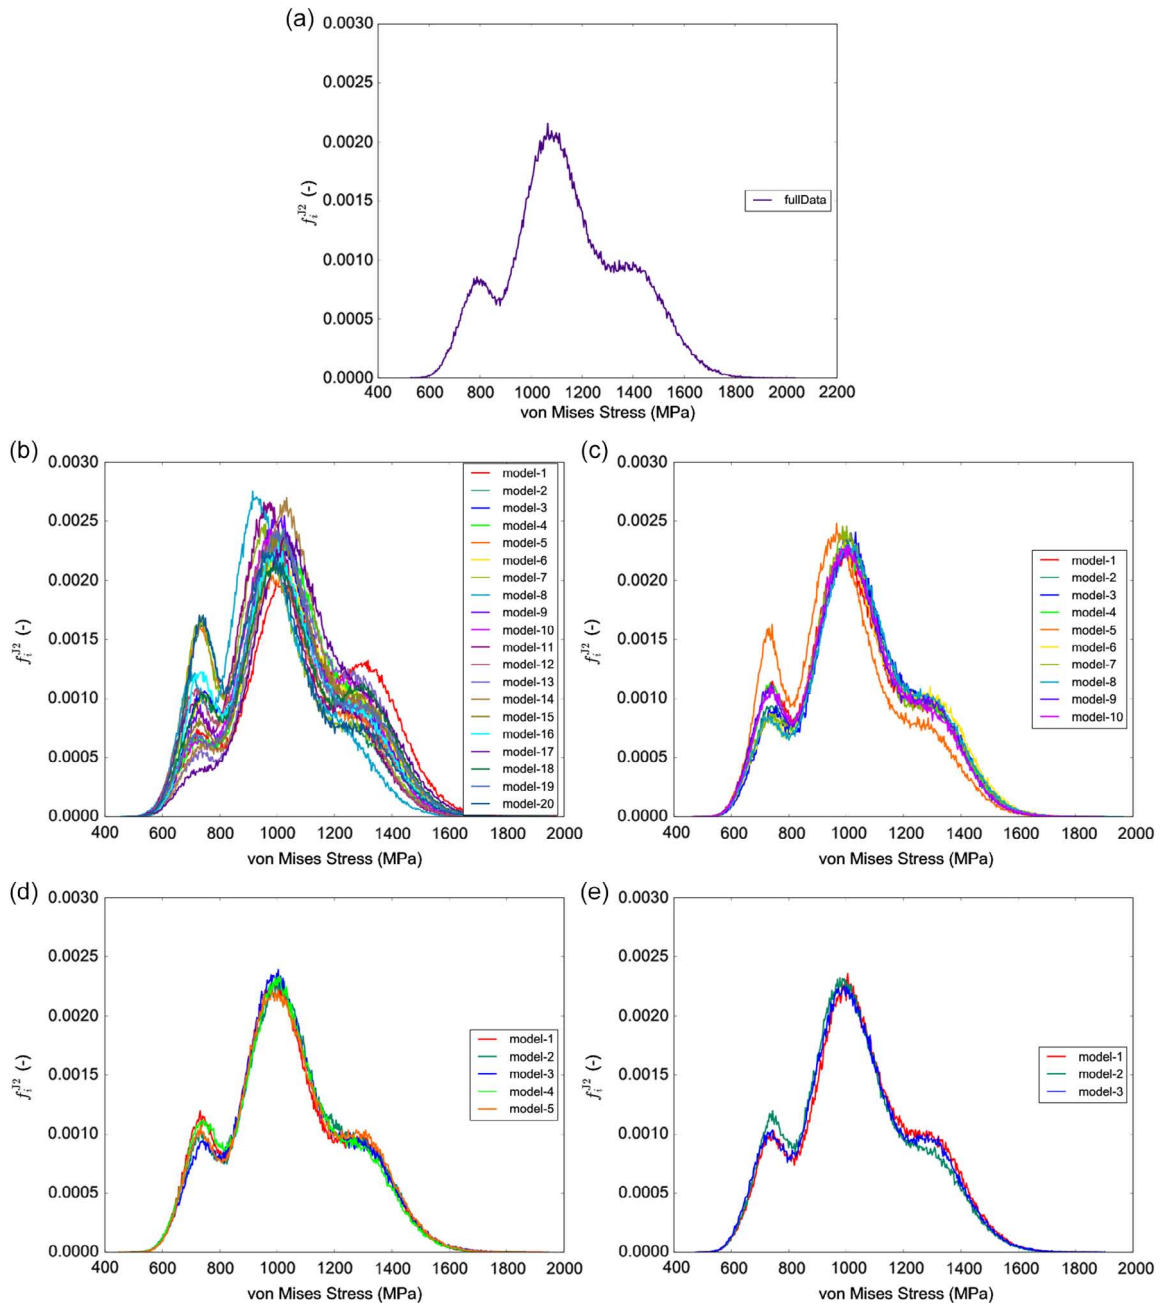 (a)
0.0030
0.0025
0.0020
0.0015
0.0010
0.0005
0.0000
f_i^J2 (-)
400 600 800 1000 1200 1400 1600 1800 2000 2200
von Mises Stress (MPa)
fullData
(b)
0.0030
0.0025
0.0020
0.0015
0.0010
0.0005
0.0000
f_i^J2 (-)
400 600 800 1000 1200 1400 1600 1800 2000
von Mises Stress (MPa)
model-1
model-2
model-3
model-4
model-5
model-6
model-7
model-8
model-9
model-10
model-11
model-12
model-13
model-14
model-15
model-16
model-17
model-18
model-19
model-20
(c)
0.0030
0.0025
0.0020
0.0015
0.0010
0.0005
0.0000
f_i^J2 (-)
400 600 800 1000 1200 1400 1600 1800 2000
von Mises Stress (MPa)
model-1
model-2
model-3
model-4
model-5
model-6
model-7
model-8
model-9
model-10
(d)
0.0030
0.0025
0.0020
0.0015
0.0010
0.0005
0.0000
f_i^J2 (-)
400 600 800 1000 1200 1400 1600 1800 2000
von Mises Stress (MPa)
model-1
model-2
model-3
model-4
model-5
(e)
0.0030
0.0025
0.0020
0.0015
0.0010
0.0005
0.0000
f_i^J2 (-)
400 600 800 1000 1200 1400 1600 1800 2000
von Mises Stress (MPa)
model-1
model-2
model-3